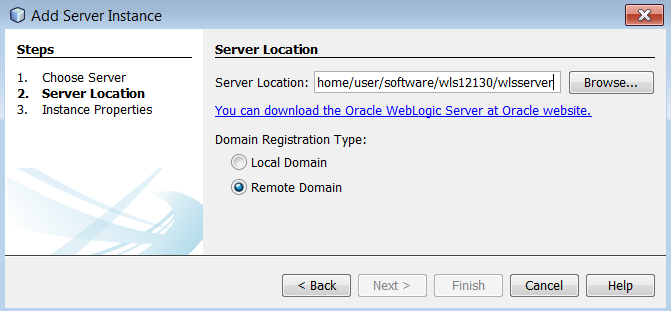 Add Server Instance
Steps
1. Choose Server
2. Server Location
3. Instance Properties
Server Location
Server Location: home/user/software/wls12130/wlsserver Browse...
You can download the Oracle WebLogic Server at Oracle website.
Domain Registration Type:
Local Domain
Remote Domain
< Back Next > Finish Cancel Help